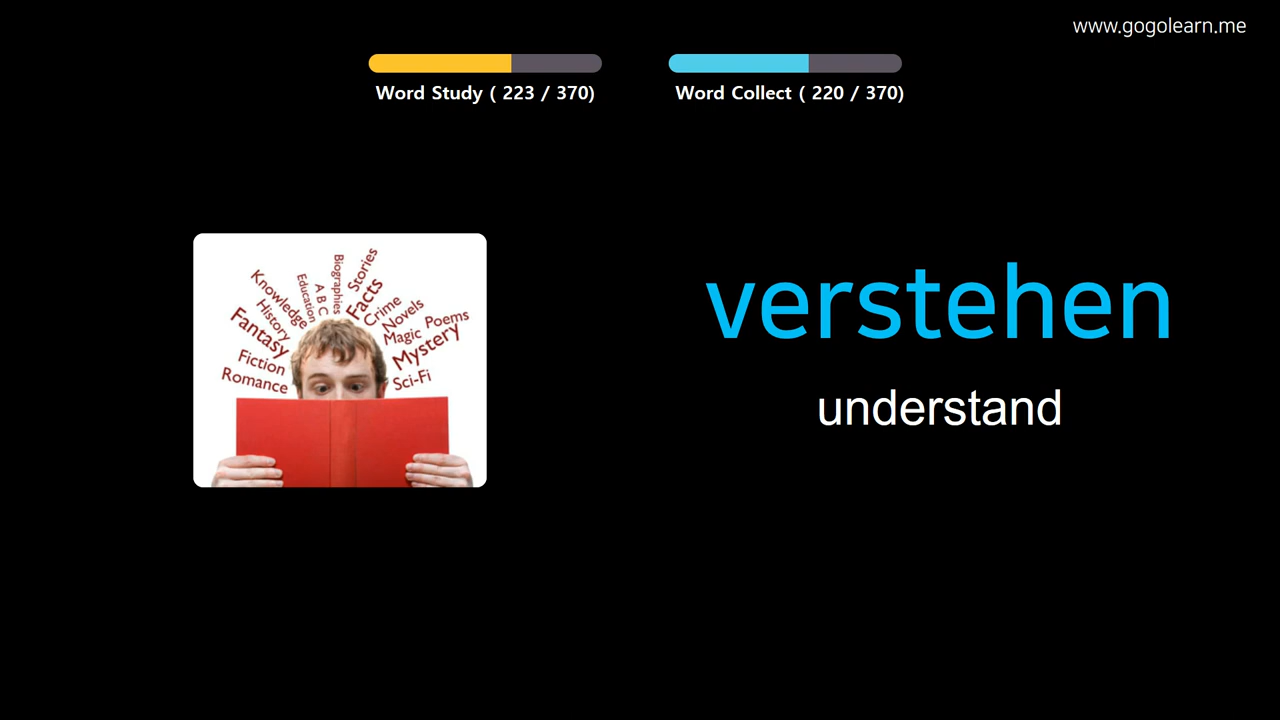 www.gogolearn.me
Word Study ( 223 / 370)
Word Collect ( 220 / 370)
verstehen
understand
Stories
Biographies
Facts
A B C
Education
Knowledge
Crime
History
Novels
Fantasy
Poems
Magic
Mystery
Fiction
Romance
Sci-Fi